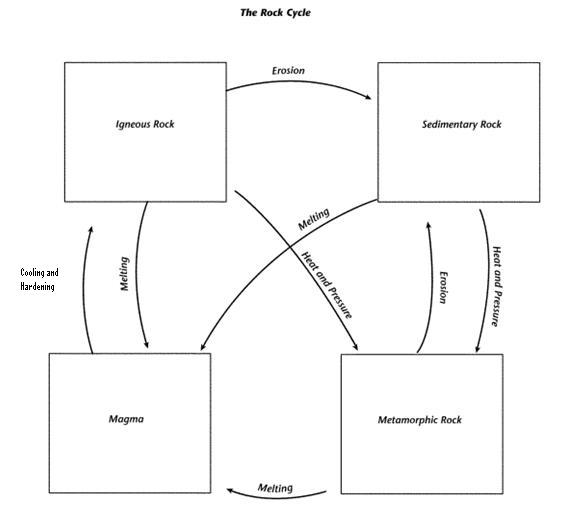 The Rock Cycle
Erosion
Igneous Rock
Sedimentary Rock
Melting
Heat and Pressure
Melting
Cooling and
Hardening
Erosion
Heat and Pressure
Magma
Metamorphic Rock
Melting